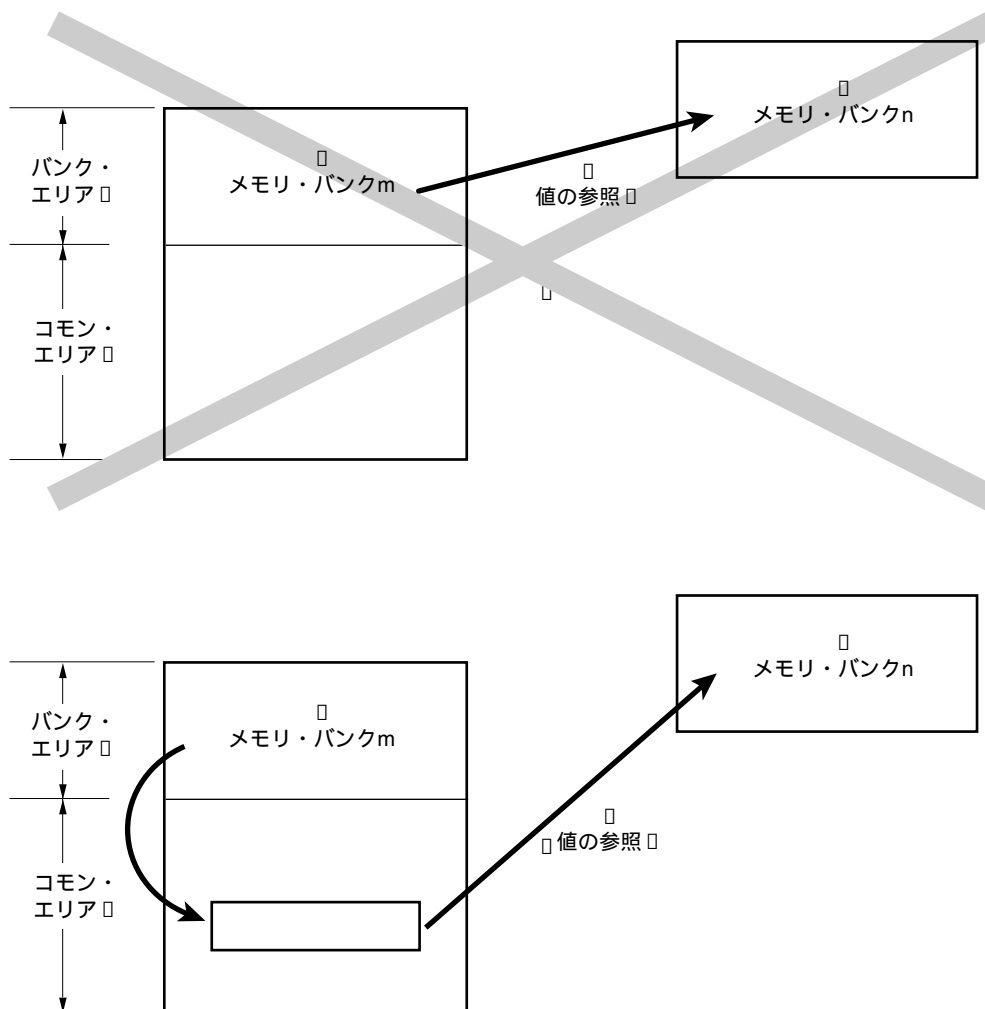 メモリ・バンクn
メモリ・バンクm
バンク・
エリア
値の参照
コモン・
エリア
メモリ・バンクn
メモリ・バンクm
バンク・
エリア
値の参照
コモン・
エリア